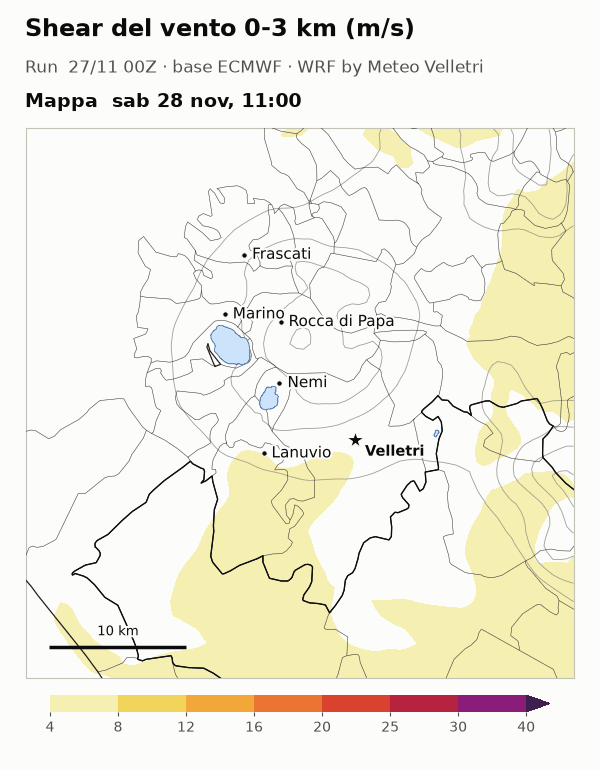 Shear del vento 0-3 km (m/s)
Run 27/11 00Z · base ECMWF · WRF by Meteo Velletri
Mappa sab 28 nov, 11:00
Frascati
Marino
Rocca di Papa
Nemi
Velletri
Lanuvio
10 km
4 8 12 16 20 25 30 40